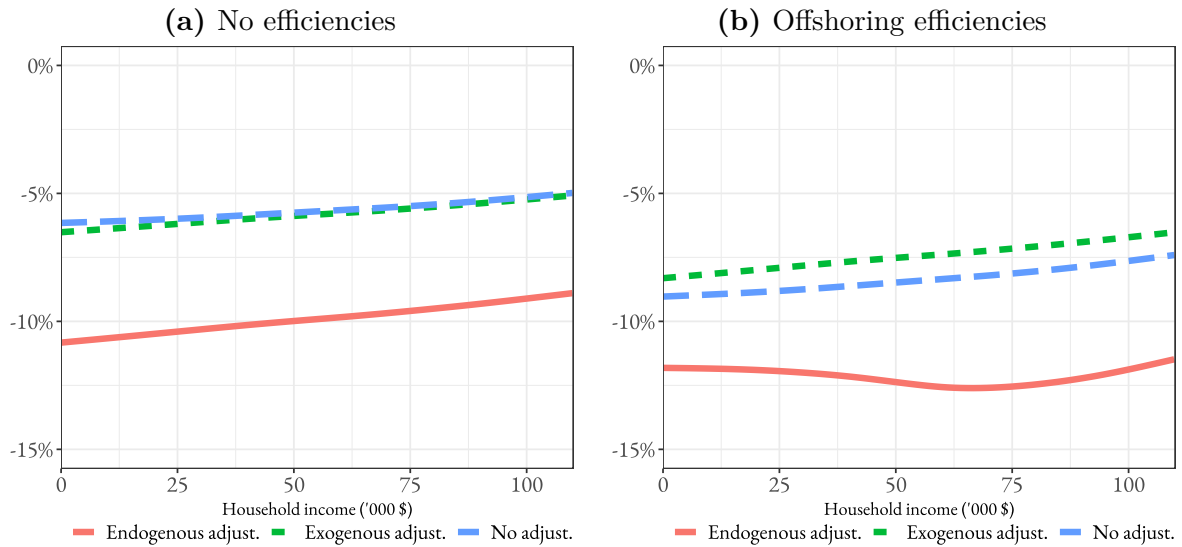 (a) No efficiencies
0%
-5%
-10%
-15%
0 25 50 75 100
Household income ('000 $)
Endogenous adjust. Exogenous adjust. No adjust.
(b) Offshoring efficiencies
0%
-5%
-10%
-15%
0 25 50 75 100
Household income ('000 $)
Endogenous adjust. Exogenous adjust. No adjust.